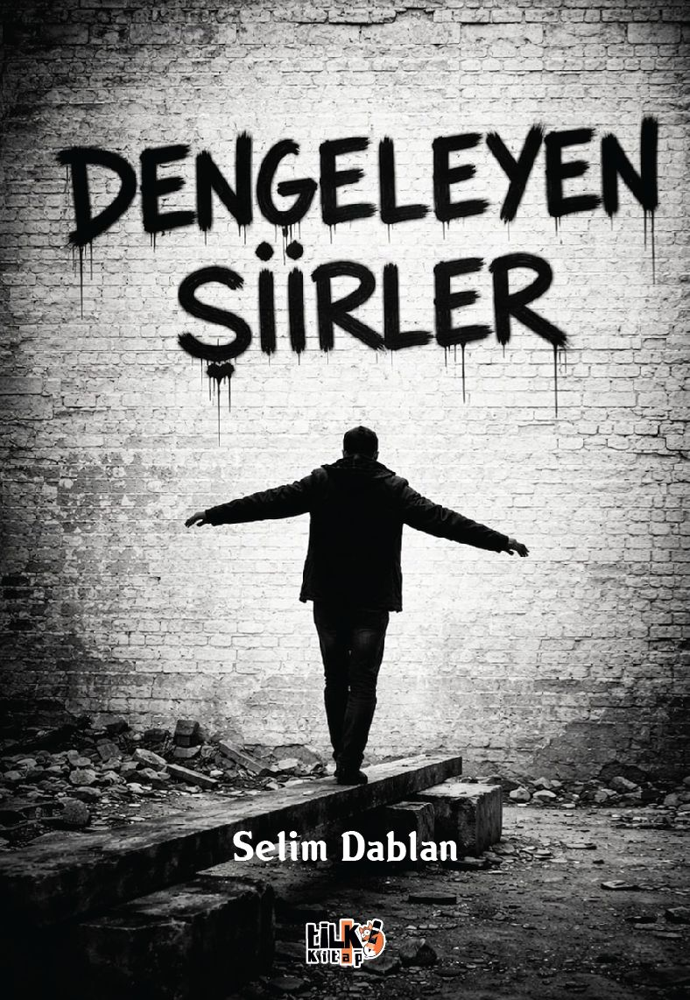 DENGELEYEN
ŞİİRLER
Selim Dablan
tiLKi
Kitap